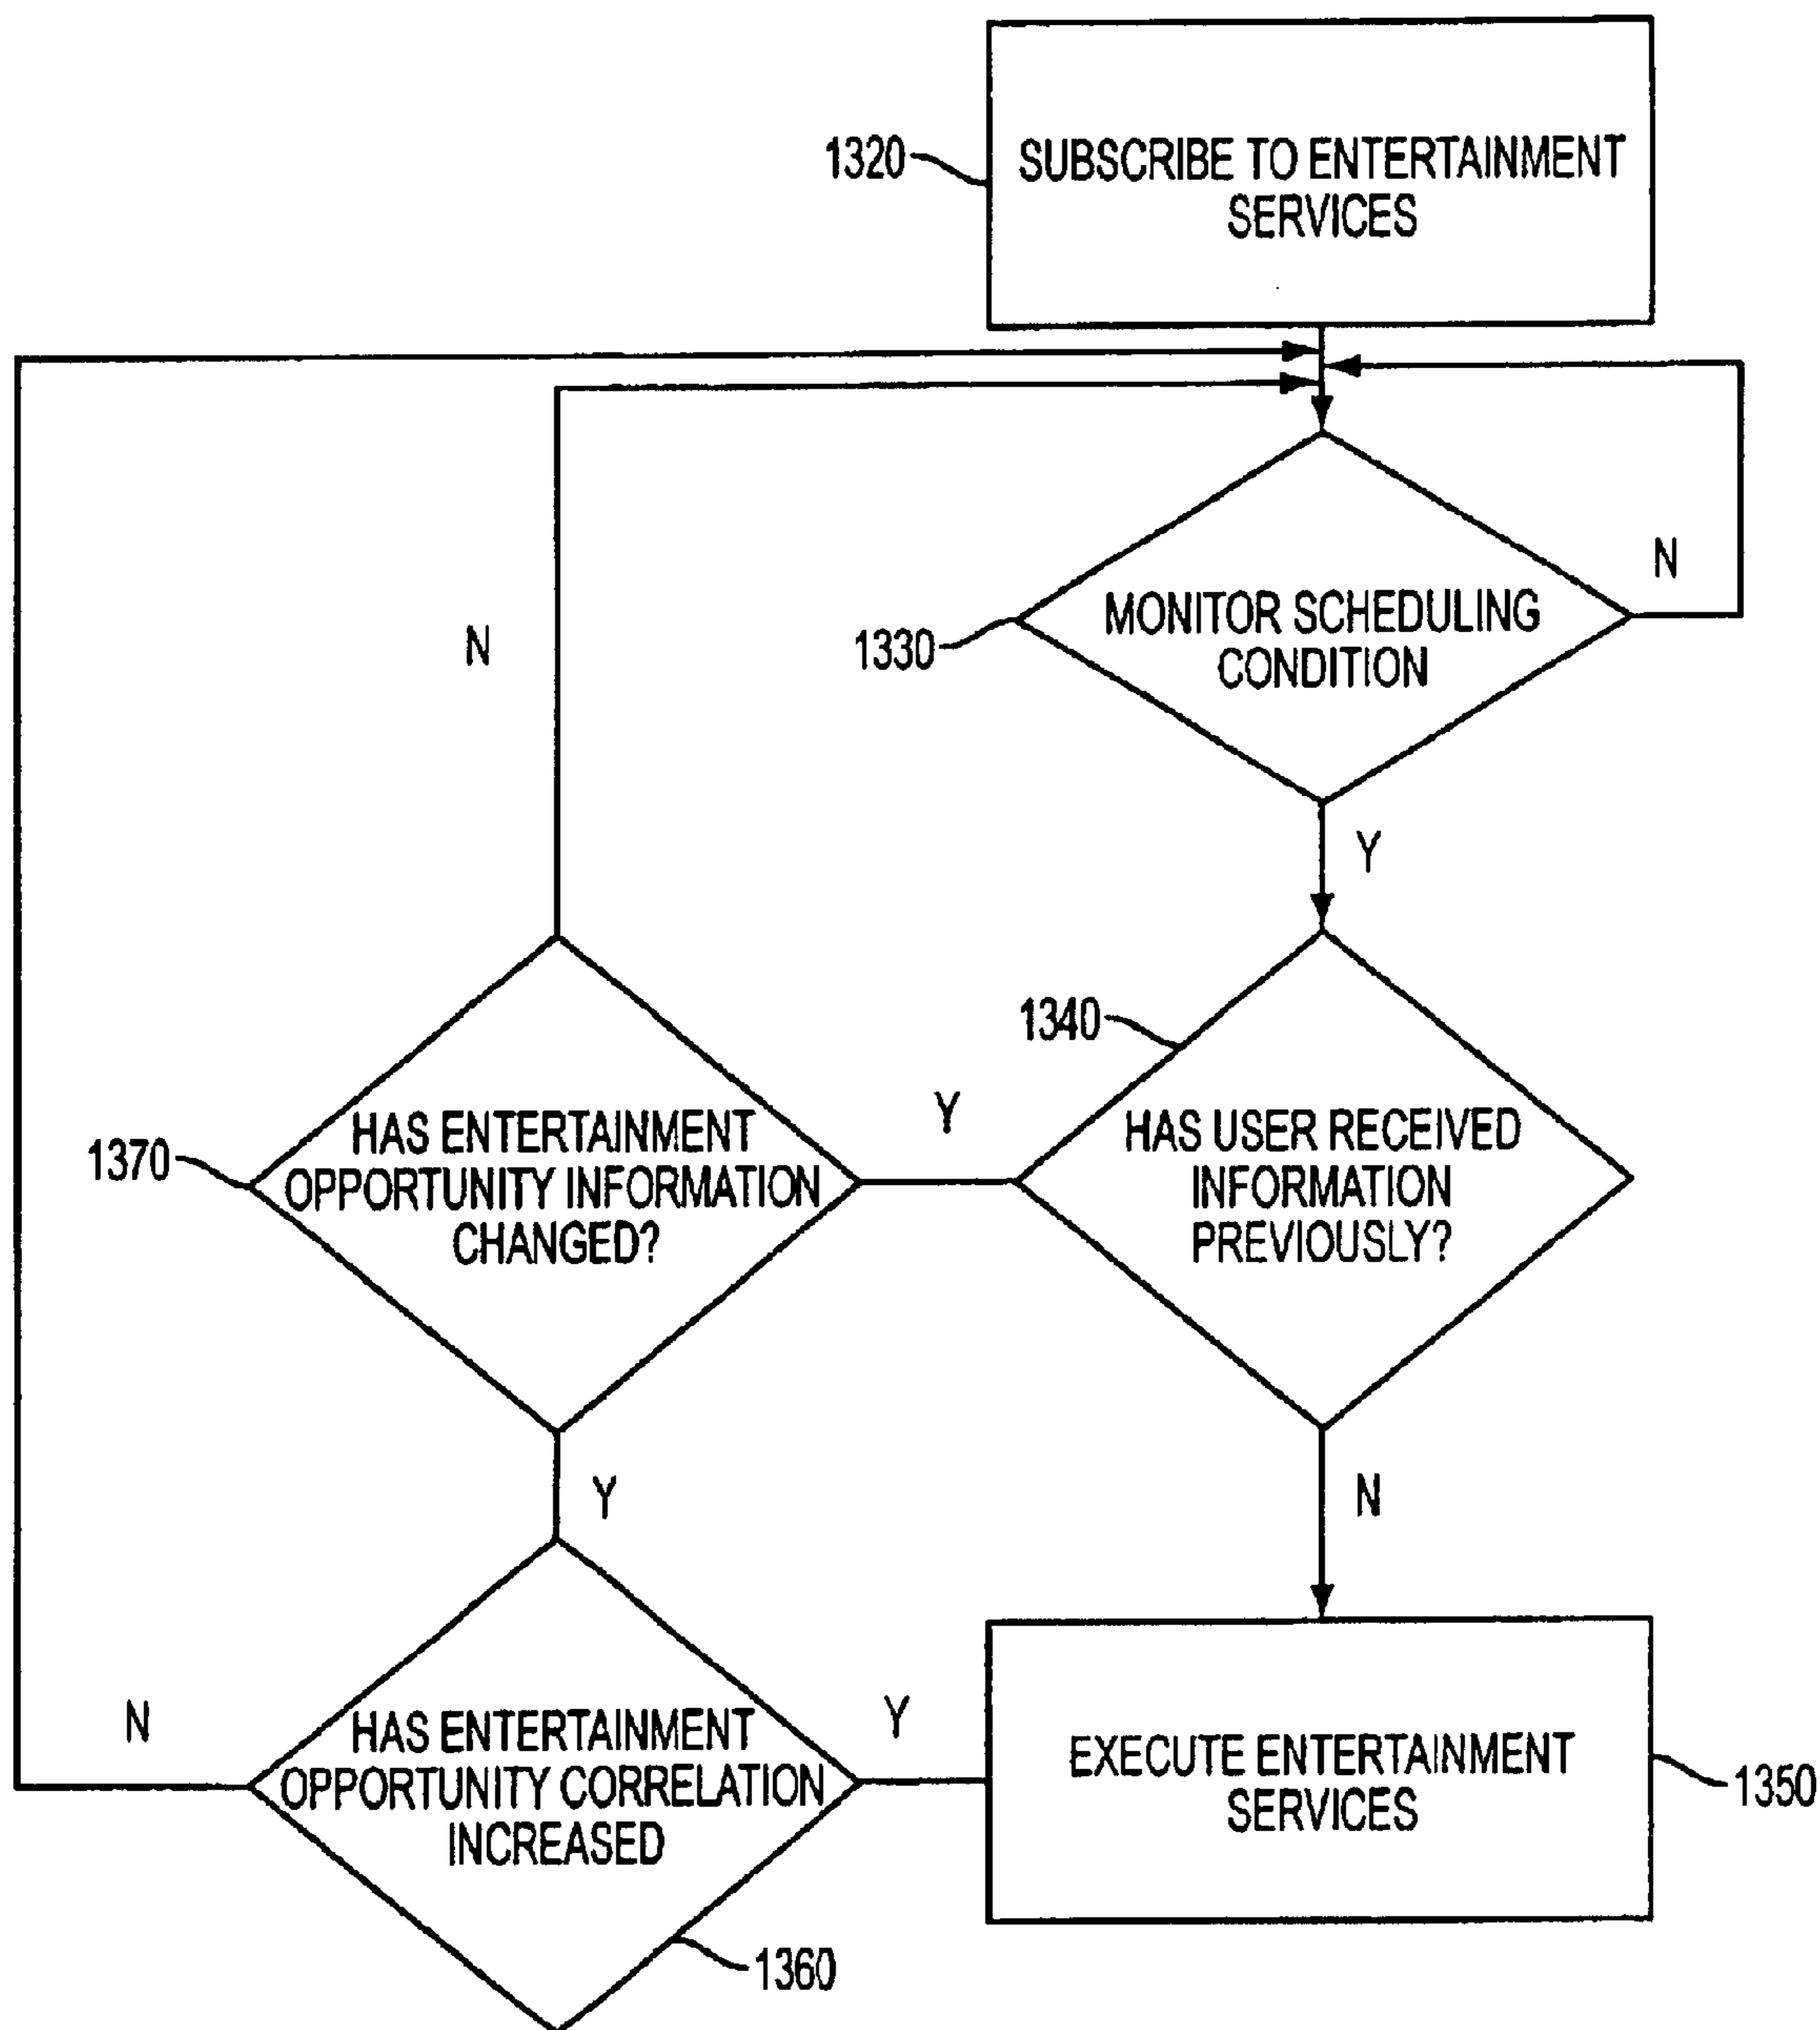 1320
SUBSCRIBE TO ENTERTAINMENT
SERVICES
1330
MONITOR SCHEDULING
CONDITION
N
N
Y
1340
HAS USER RECEIVED
INFORMATION
PREVIOUSLY?
Y
N
1370
HAS ENTERTAINMENT
OPPORTUNITY INFORMATION
CHANGED?
Y
N
HAS ENTERTAINMENT
OPPORTUNITY CORRELATION
INCREASED
1360
Y
EXECUTE ENTERTAINMENT
SERVICES
1350